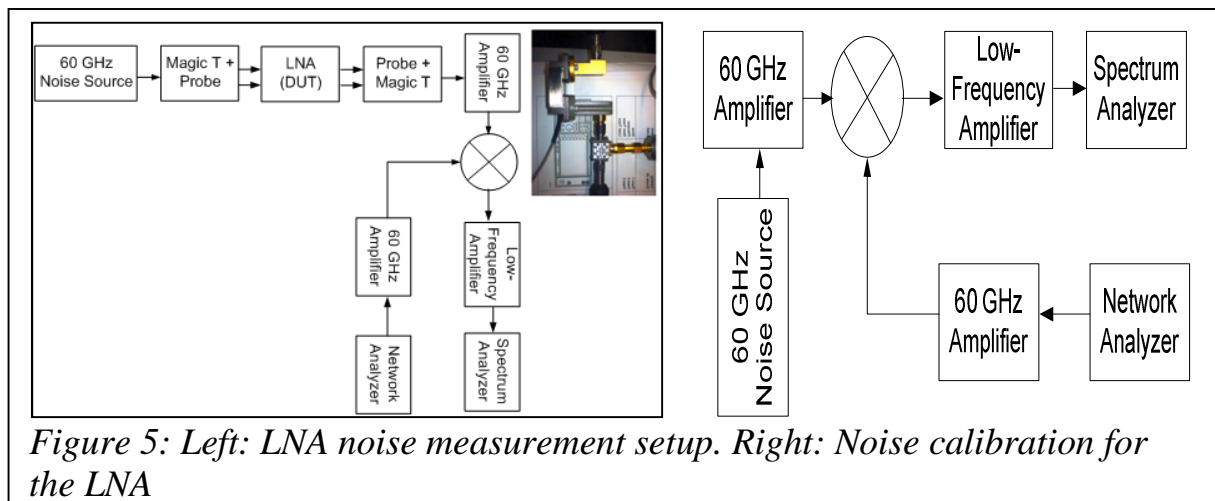 60 GHz
Noise Source
Magic T +
Probe
LNA
(DUT)
Probe +
Magic T
60 GHz
Amplifier
60 GHz
Amplifier
Network
Analyzer
Low-
Frequency
Amplifier
Spectrum
Analyzer
60 GHz
Amplifier
Low-
Frequency
Amplifier
Spectrum
Analyzer
60 GHz
Noise Source
60 GHz
Amplifier
Network
Analyzer
Figure 5: Left: LNA noise measurement setup. Right: Noise calibration for
the LNA